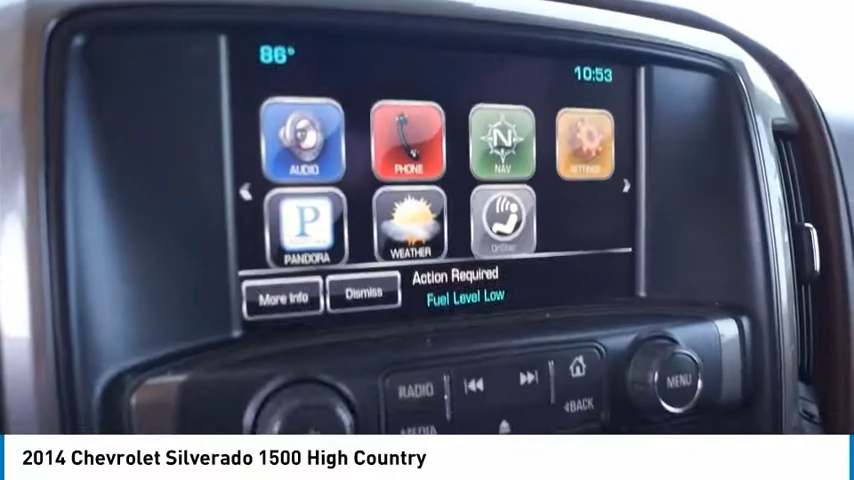 86°
10:53
AUDIO
PHONE
N
NAV
SETTINGS
P
PANDORA
WEATHER
OnStar
More Info
Dismiss
Action Required
Fuel Level Low
RADIO
MEDIA
BACK
MENU
2014 Chevrolet Silverado 1500 High Country